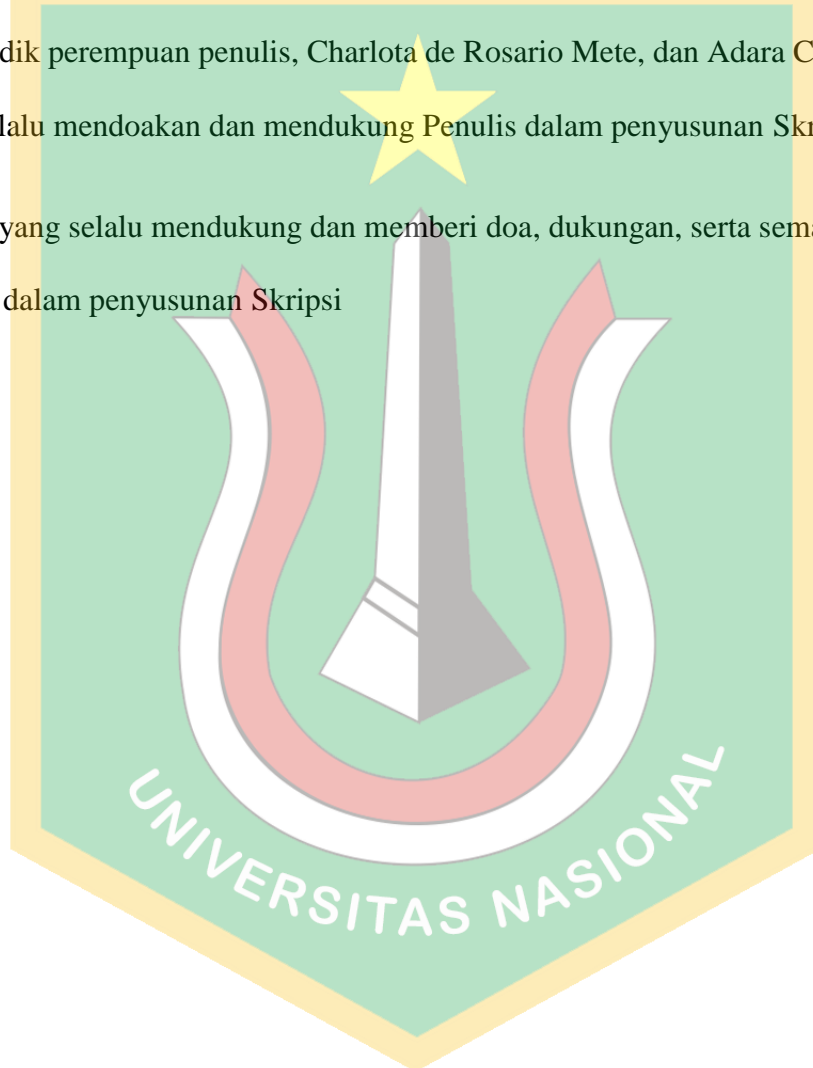 dik perempuan penulis, Charlota de Rosario Mete, dan Adara C
lalu mendoakan dan mendukung Penulis dalam penyusunan Skr
yang selalu mendukung dan memberi doa, dukungan, serta sema
dalam penyusunan Skripsi
UNIVERSITAS NASIONAL